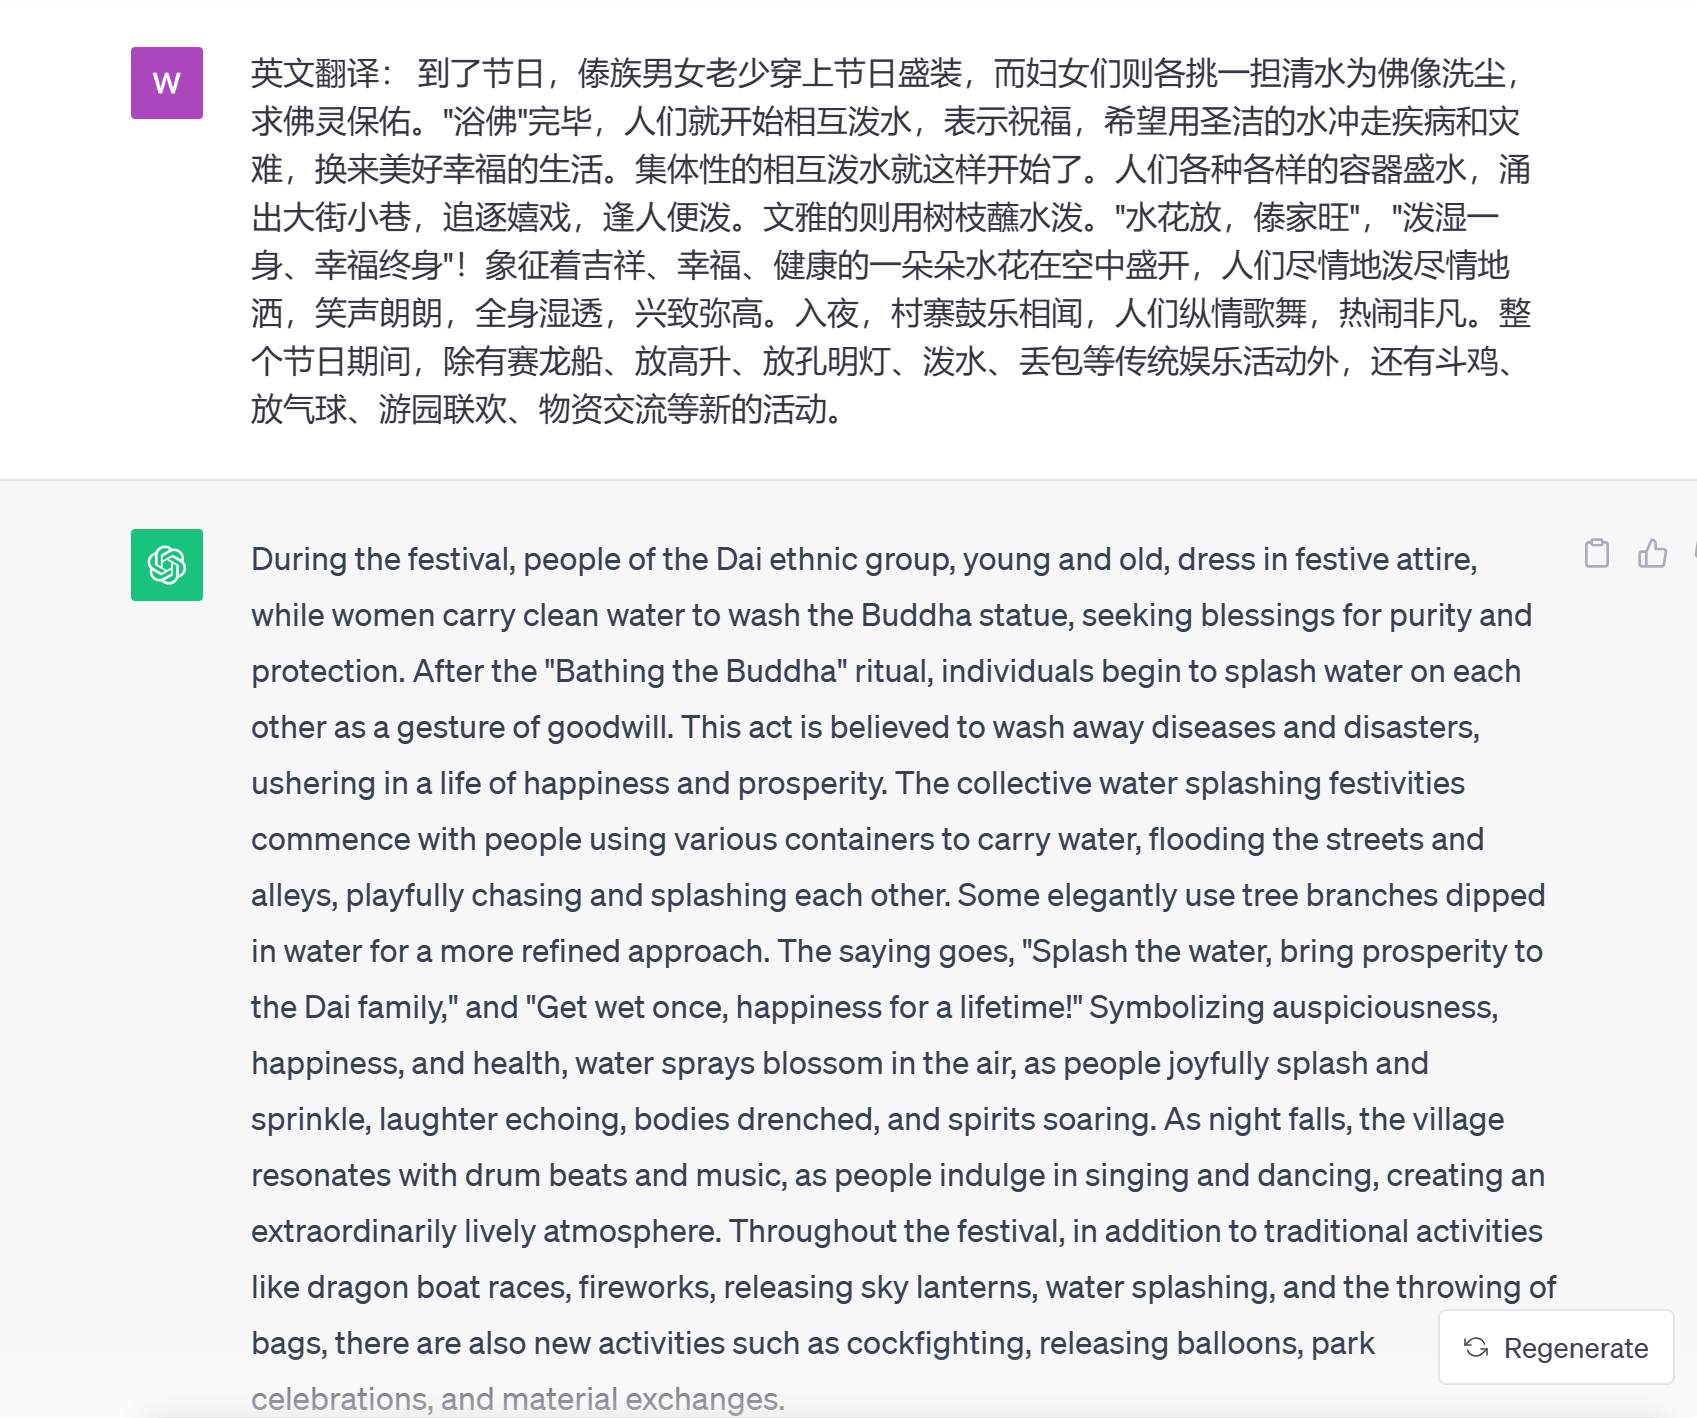 W
英文翻译： 到了节日，傣族男女老少穿上节日盛装，而妇女们则各挑一担清水为佛像洗尘，
求佛灵保佑。"浴佛"完毕，人们就开始相互泼水，表示祝福，希望用圣洁的水冲走疾病和灾
难，换来美好幸福的生活。集体性的相互泼水就这样开始了。人们各种各样的容器盛水，涌
出大街小巷，追逐嬉戏，逢人便泼。文雅的则用树枝蘸水泼。"水花放，傣家旺"，"泼湿一
身、幸福终身"！象征着吉祥、幸福、健康的一朵朵水花在空中盛开，人们尽情地泼尽情地
洒，笑声朗朗，全身湿透，兴致弥高。入夜，村寨鼓乐相闻，人们纵情歌舞，热闹非凡。整
个节日期间，除有赛龙船、放高升、放孔明灯、泼水、丢包等传统娱乐活动外，还有斗鸡、
放气球、游园联欢、物资交流等新的活动。
During the festival, people of the Dai ethnic group, young and old, dress in festive attire,
while women carry clean water to wash the Buddha statue, seeking blessings for purity and
protection. After the "Bathing the Buddha" ritual, individuals begin to splash water on each
other as a gesture of goodwill. This act is believed to wash away diseases and disasters,
ushering in a life of happiness and prosperity. The collective water splashing festivities
commence with people using various containers to carry water, flooding the streets and
alleys, playfully chasing and splashing each other. Some elegantly use tree branches dipped
in water for a more refined approach. The saying goes, "Splash the water, bring prosperity to
the Dai family," and "Get wet once, happiness for a lifetime!" Symbolizing auspiciousness,
happiness, and health, water sprays blossom in the air, as people joyfully splash and
sprinkle, laughter echoing, bodies drenched, and spirits soaring. As night falls, the village
resonates with drum beats and music, as people indulge in singing and dancing, creating an
extraordinarily lively atmosphere. Throughout the festival, in addition to traditional activities
like dragon boat races, fireworks, releasing sky lanterns, water splashing, and the throwing of
bags, there are also new activities such as cockfighting, releasing balloons, park
celebrations, and material exchanges.
Regenerate